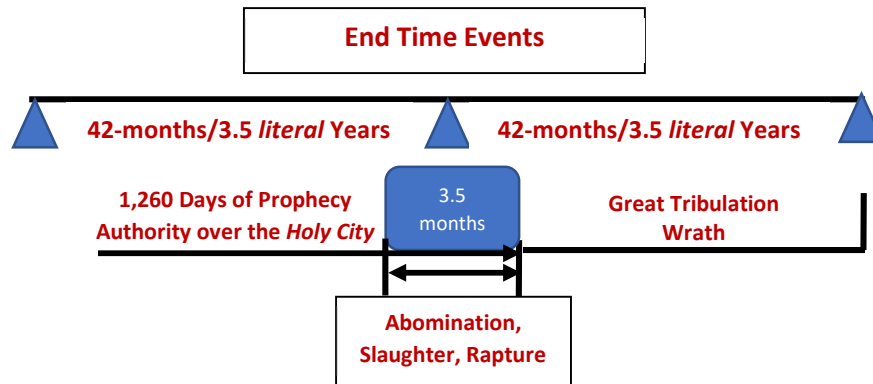 End Time Events
42-months/3.5 literal Years
42-months/3.5 literal Years
1,260 Days of Prophecy
Authority over the Holy City
3.5
months
Great Tribulation
Wrath
Abomination,
Slaughter, Rapture